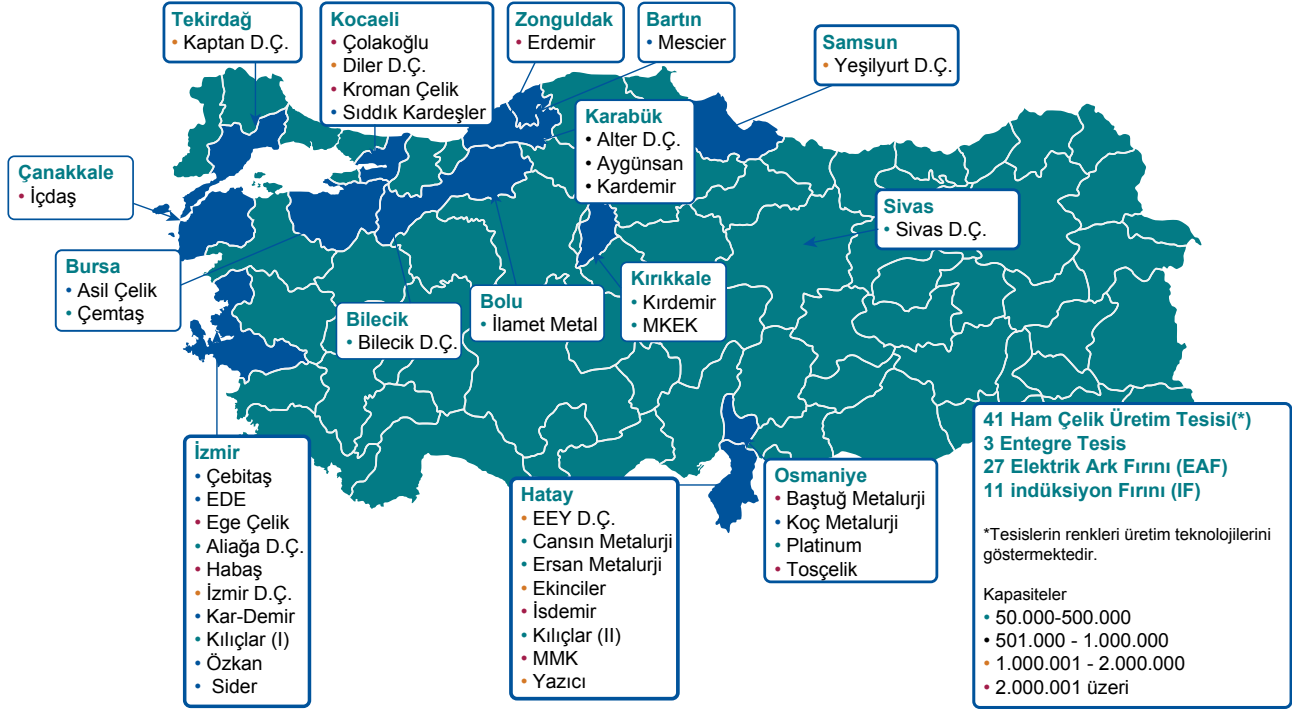 Tekirdağ
• Kaptan D.Ç.
Kocaeli
• Çolakoğlu
• Diler D.Ç.
• Kroman Çelik
• Sıddık Kardeşler
Zonguldak
• Erdemir
Bartın
• Mescier
Samsun
• Yeşilyurt D.Ç.
Karabük
• Alter D.Ç.
• Aygünsan
• Kardemir
Çanakkale
• İçdaş
Sivas
• Sivas D.Ç.
Bursa
• Asil Çelik
• Çemtaş
Bilecik
• Bilecik D.Ç.
Bolu
• İlamet Metal
Kırıkkale
• Kırdemir
• MKEK
İzmir
• Çebitaş
• EDE
• Ege Çelik
• Aliağa D.Ç.
• Habaş
• İzmir D.Ç.
• Kar-Demir
• Kılıçlar (I)
• Özkan
• Sider
Hatay
• EEY D.Ç.
• Cansın Metalurji
• Ersan Metalurji
• Ekinciler
• İsdemir
• Kılıçlar (II)
• MMK
• Yazıcı
Osmaniye
• Baştuğ Metalurji
• Koç Metalurji
• Platinum
• Tosçelik
41 Ham Çelik Üretim Tesisi(*)
3 Entegre Tesis
27 Elektrik Ark Fırını (EAF)
11 indüksiyon Fırını (IF)
*Tesislerin renkleri üretim teknolojilerini
göstermektedir.
Kapasiteler
• 50.000-500.000
• 501.000 - 1.000.000
• 1.000.001 - 2.000.000
• 2.000.001 üzeri